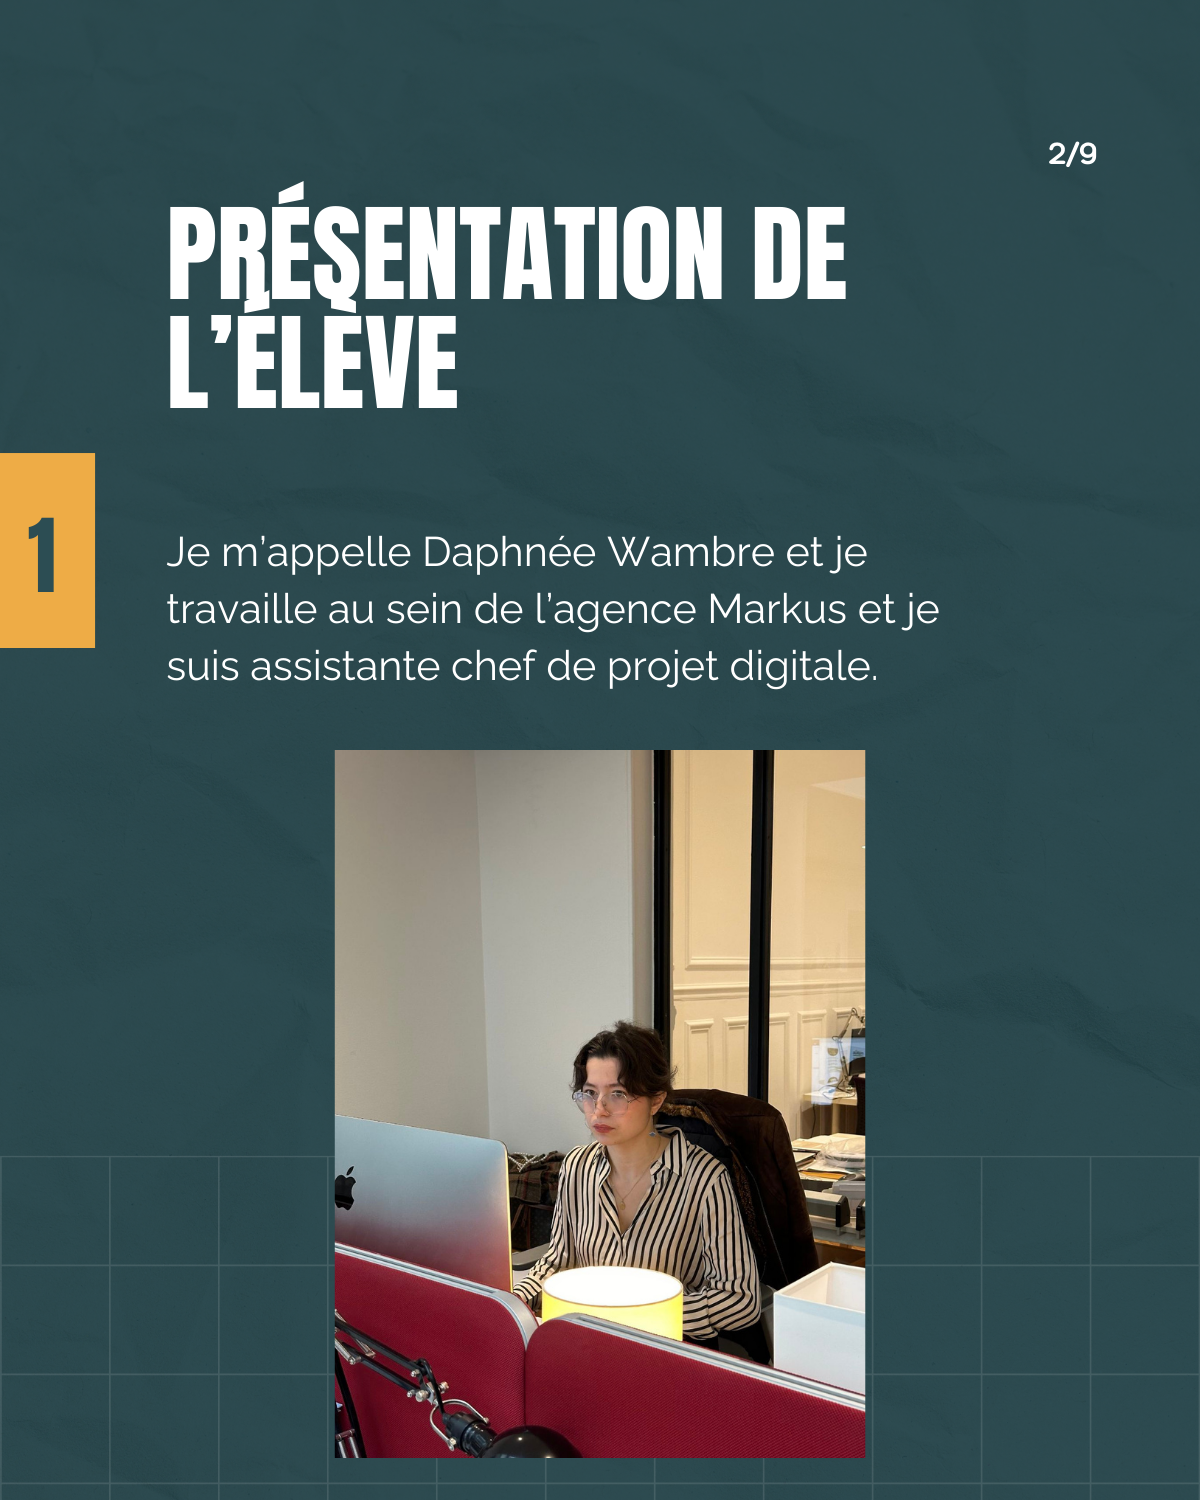 2/9
PRÉSENTATION DE
L’ÉLÈVE
1
Je m’appelle Daphnée Wambre et je
travaille au sein de l’agence Markus et je
suis assistante chef de projet digitale.